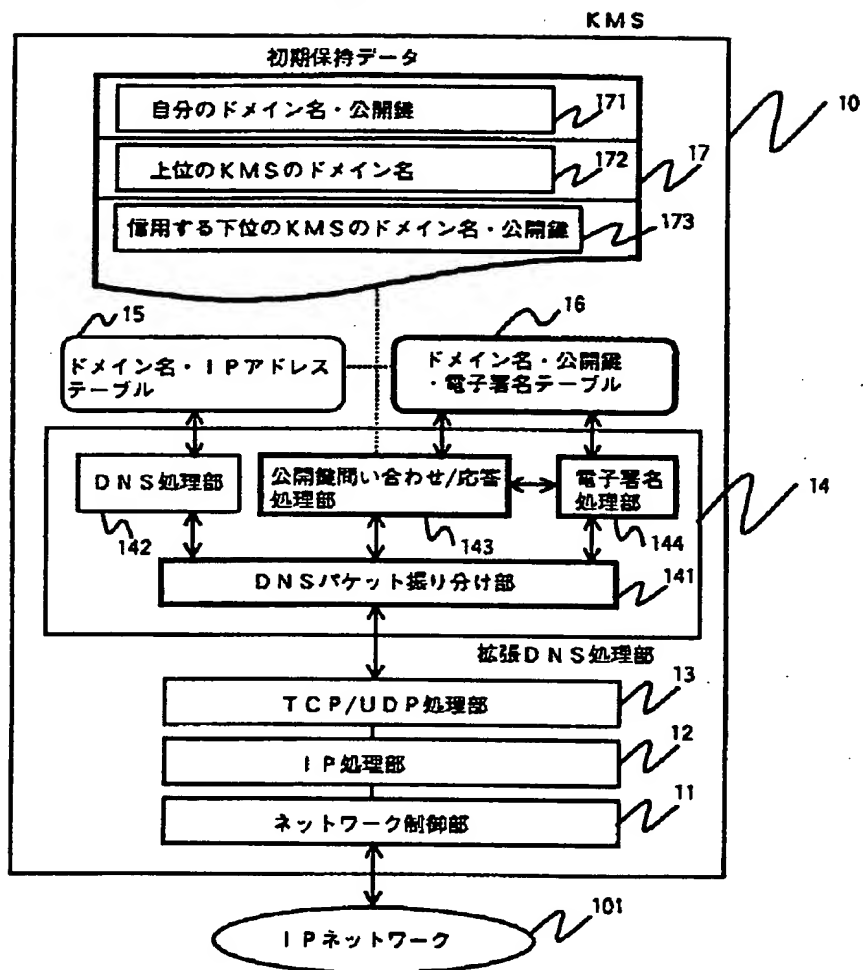 KMS
初期保持データ
自分のドメイン名・公開鍵
171
10
上位のKMSのドメイン名
172
17
信用する下位のKMSのドメイン名・公開鍵
173
15
16
ドメイン名・IPアドレス
テーブル
ドメイン名・公開鍵
・電子署名テーブル
DNS処理部
142
公開鍵問い合わせ/応答
処理部
143
電子署名
処理部
144
14
DNSパケット振り分け部
141
拡張DNS処理部
TCP/UDP処理部
13
IP処理部
12
ネットワーク制御部
11
IPネットワーク
101